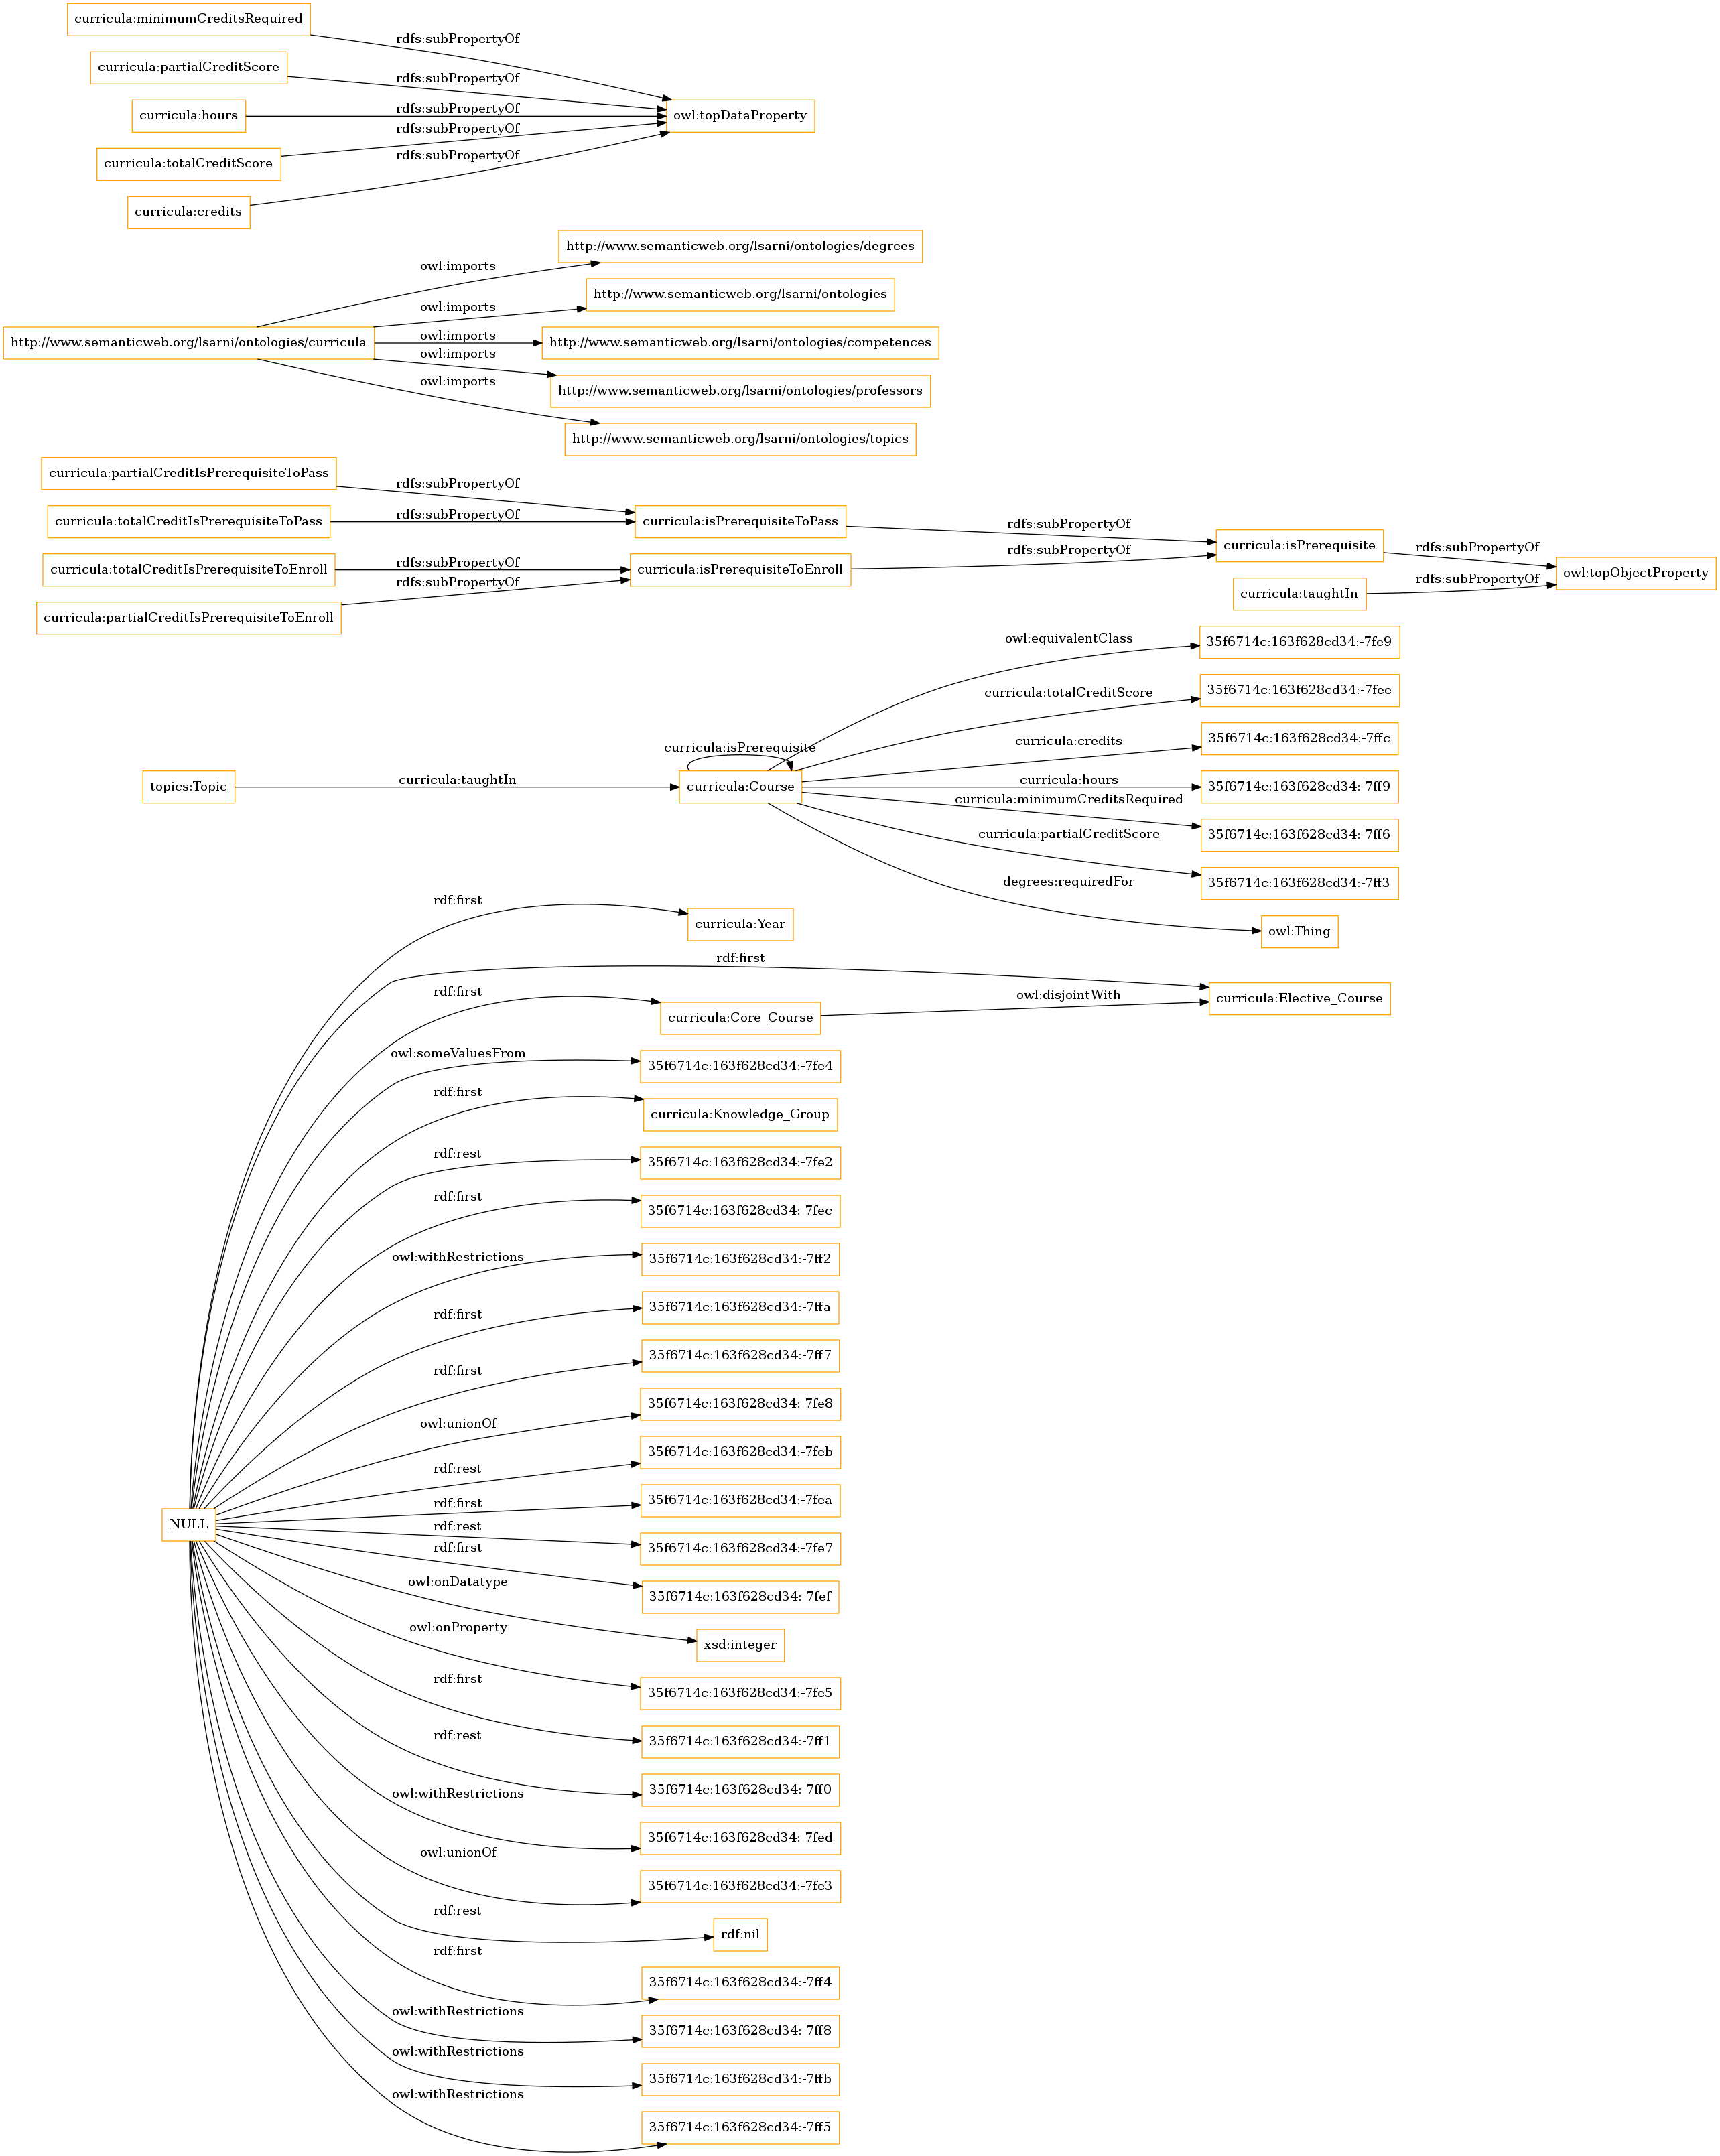 curricula:minimumCreditsRequired
rdfs:subPropertyOf
curricula:partialCreditScore
rdfs:subPropertyOf
curricula:hours
rdfs:subPropertyOf
owl:topDataProperty
rdfs:subPropertyOf
curricula:totalCreditScore
rdfs:subPropertyOf
curricula:credits
http://www.semanticweb.org/lsarni/ontologies/degrees
owl:imports
http://www.semanticweb.org/lsarni/ontologies
owl:imports
http://www.semanticweb.org/lsarni/ontologies/curricula
owl:imports
http://www.semanticweb.org/lsarni/ontologies/competences
owl:imports
http://www.semanticweb.org/lsarni/ontologies/professors
owl:imports
http://www.semanticweb.org/lsarni/ontologies/topics
curricula:partialCreditIsPrerequisiteToPass
rdfs:subPropertyOf
curricula:totalCreditIsPrerequisiteToPass
rdfs:subPropertyOf
curricula:isPrerequisiteToPass
rdfs:subPropertyOf
curricula:isPrerequisite
rdfs:subPropertyOf
curricula:totalCreditIsPrerequisiteToEnroll
rdfs:subPropertyOf
curricula:isPrerequisiteToEnroll
rdfs:subPropertyOf
owl:topObjectProperty
rdfs:subPropertyOf
curricula:partialCreditIsPrerequisiteToEnroll
rdfs:subPropertyOf
curricula:taughtIn
owl:equivalentClass
35f6714c:163f628cd34:-7fe9
curricula:totalCreditScore
35f6714c:163f628cd34:-7fee
curricula:isPrerequisite
curricula:credits
35f6714c:163f628cd34:-7ffc
topics:Topic
curricula:taughtIn
curricula:Course
curricula:hours
35f6714c:163f628cd34:-7ff9
curricula:minimumCreditsRequired
35f6714c:163f628cd34:-7ff6
curricula:partialCreditScore
35f6714c:163f628cd34:-7ff3
degrees:requiredFor
owl:Thing
rdf:first
curricula:Year
rdf:first
curricula:Elective_Course
rdf:first
curricula:Core_Course
owl:disjointWith
owl:someValuesFrom
35f6714c:163f628cd34:-7fe4
rdf:first
curricula:Knowledge_Group
rdf:rest
35f6714c:163f628cd34:-7fe2
rdf:first
35f6714c:163f628cd34:-7fec
owl:withRestrictions
35f6714c:163f628cd34:-7ff2
rdf:first
35f6714c:163f628cd34:-7ffa
rdf:first
35f6714c:163f628cd34:-7ff7
owl:unionOf
35f6714c:163f628cd34:-7fe8
rdf:rest
35f6714c:163f628cd34:-7feb
rdf:first
35f6714c:163f628cd34:-7fea
NULL
rdf:rest
35f6714c:163f628cd34:-7fe7
rdf:first
35f6714c:163f628cd34:-7fef
owl:onDatatype
xsd:integer
owl:onProperty
35f6714c:163f628cd34:-7fe5
rdf:first
35f6714c:163f628cd34:-7ff1
rdf:rest
35f6714c:163f628cd34:-7ff0
owl:withRestrictions
35f6714c:163f628cd34:-7fed
owl:unionOf
35f6714c:163f628cd34:-7fe3
rdf:rest
rdf:nil
rdf:first
35f6714c:163f628cd34:-7ff4
owl:withRestrictions
35f6714c:163f628cd34:-7ff8
owl:withRestrictions
35f6714c:163f628cd34:-7ffb
owl:withRestrictions
35f6714c:163f628cd34:-7ff5